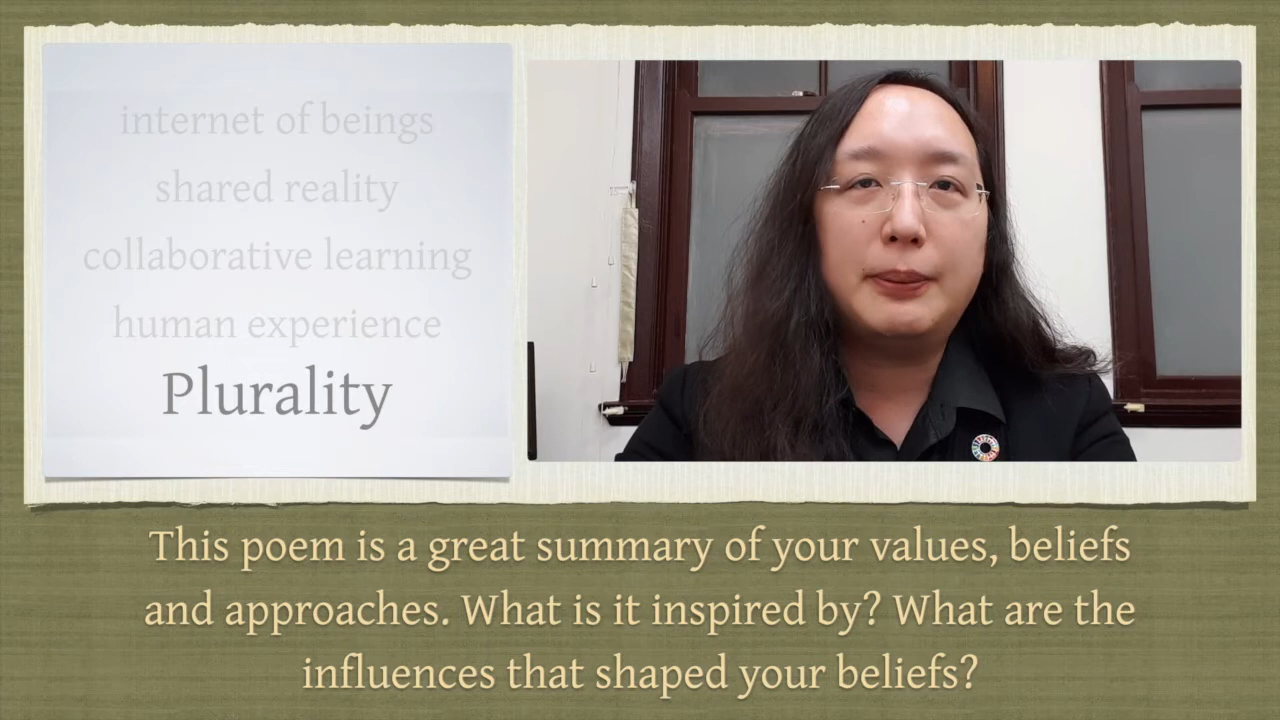 internet of beings
shared reality
collaborative learning
human experience
Plurality
This poem is a great summary of your values, beliefs
and approaches. What is it inspired by? What are the
influences that shaped your beliefs?